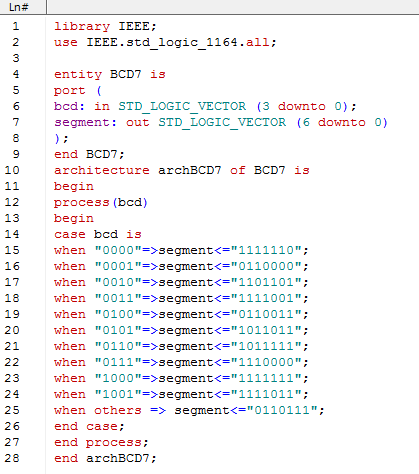 Ln#
1 library IEEE;
2 use IEEE.std_logic_1164.all;
3
4 entity BCD7 is
5 port (
6 bcd: in STD_LOGIC_VECTOR (3 downto 0);
7 segment: out STD_LOGIC_VECTOR (6 downto 0)
8 );
9 end BCD7;
10 architecture archBCD7 of BCD7 is
11 begin
12 process(bcd)
13 begin
14 case bcd is
15 when "0000"=>segment<="1111110";
16 when "0001"=>segment<="0110000";
17 when "0010"=>segment<="1101101";
18 when "0011"=>segment<="1111001";
19 when "0100"=>segment<="0110011";
20 when "0101"=>segment<="1011011";
21 when "0110"=>segment<="1011111";
22 when "0111"=>segment<="1110000";
23 when "1000"=>segment<="1111111";
24 when "1001"=>segment<="1111011";
25 when others => segment<="0110111";
26 end case;
27 end process;
28 end archBCD7;